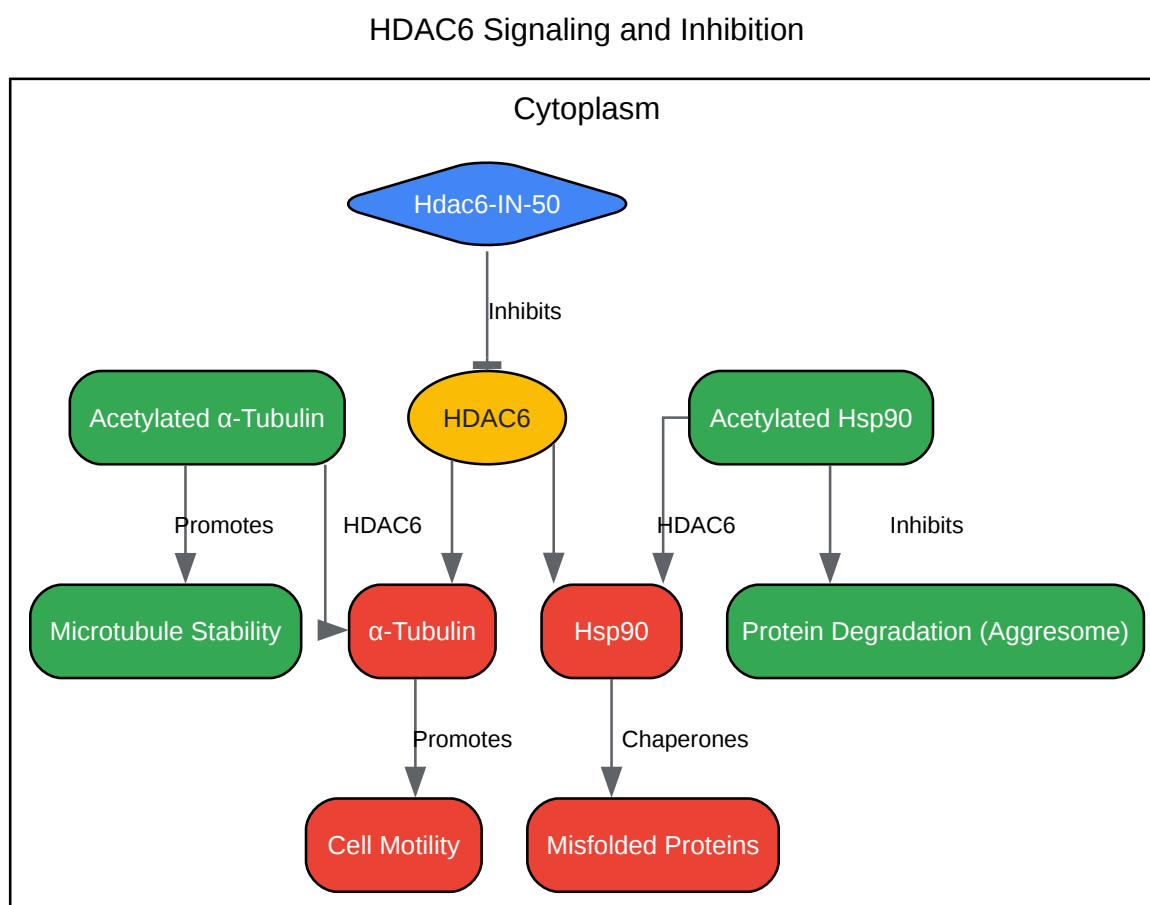 HDAC6 Signaling and Inhibition
Cytoplasm
Hdac6-IN-50
Inhibits
Acetylated α-Tubulin
HDAC6
Acetylated Hsp90
Promotes
HDAC6
HDAC6
Inhibits
Microtubule Stability
α-Tubulin
Hsp90
Protein Degradation (Aggresome)
Promotes
Chaperones
Cell Motility
Misfolded Proteins